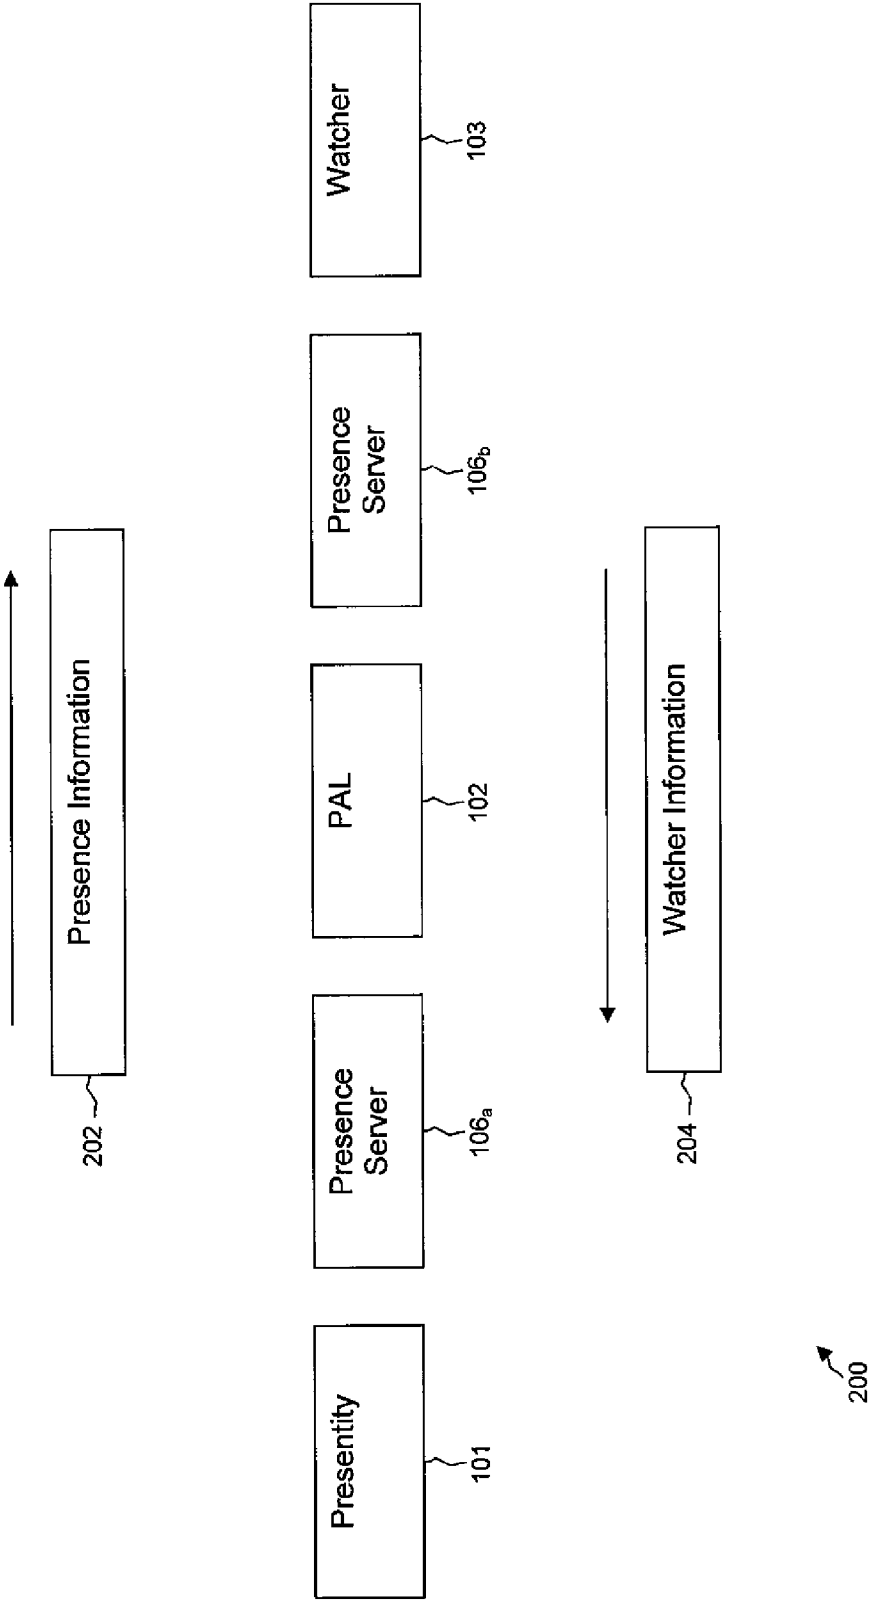 Presence Information
202
Presentity
101
Presence
Server
106a
PAL
102
Presence
Server
106b
Watcher
103
Watcher Information
204
200